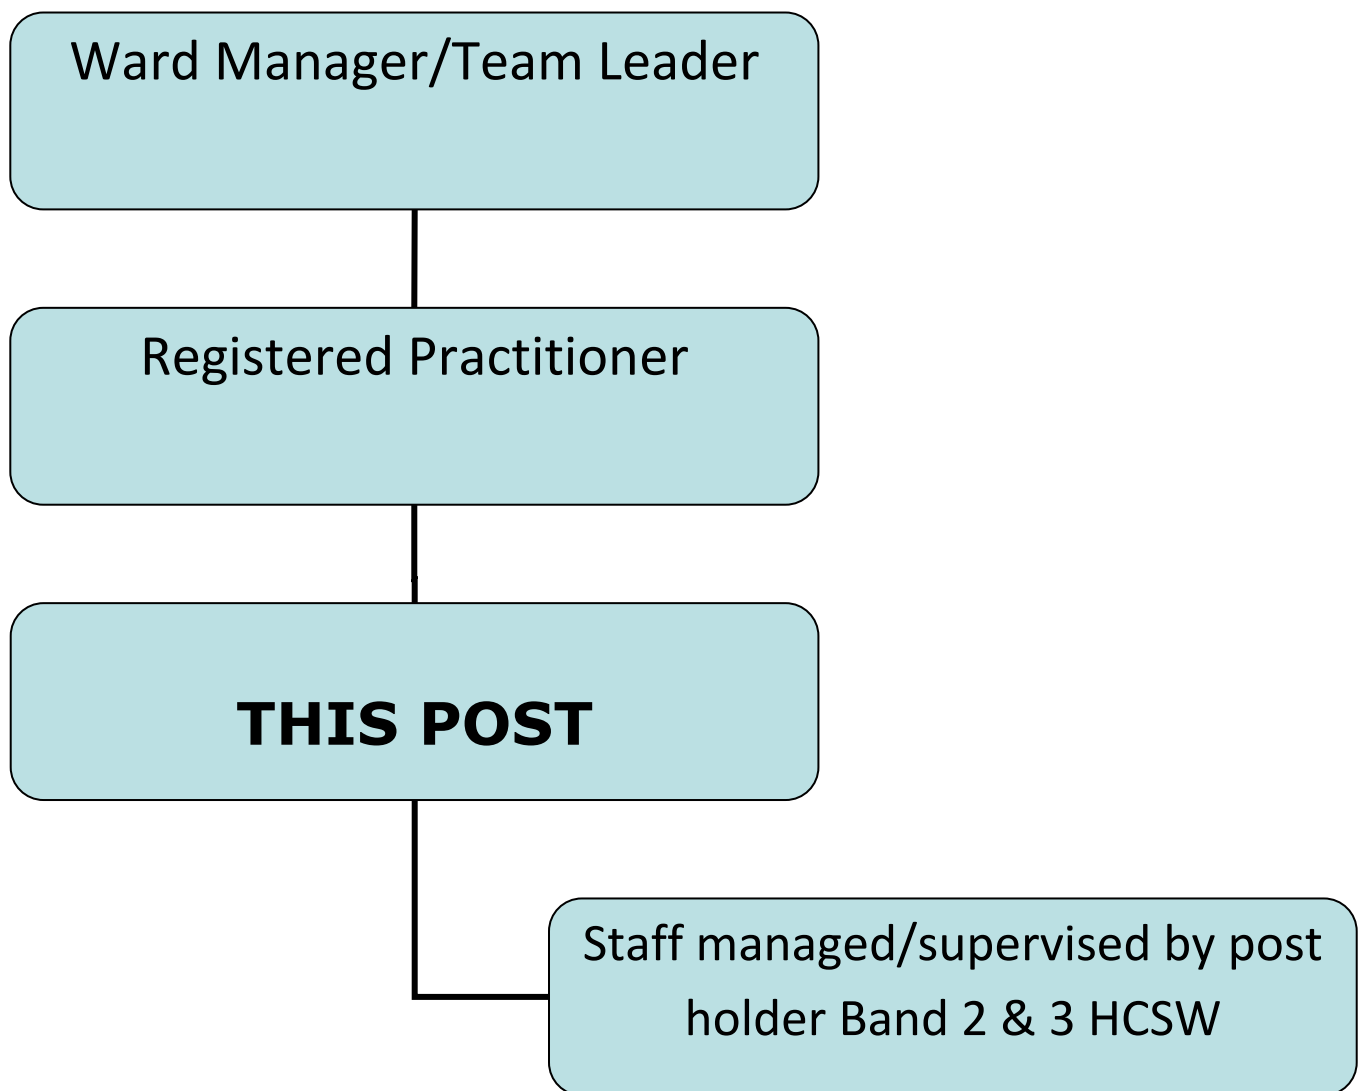 Ward Manager/Team Leader
Registered Practitioner
THIS POST
Staff managed/supervised by post
holder Band 2 & 3 HCSW